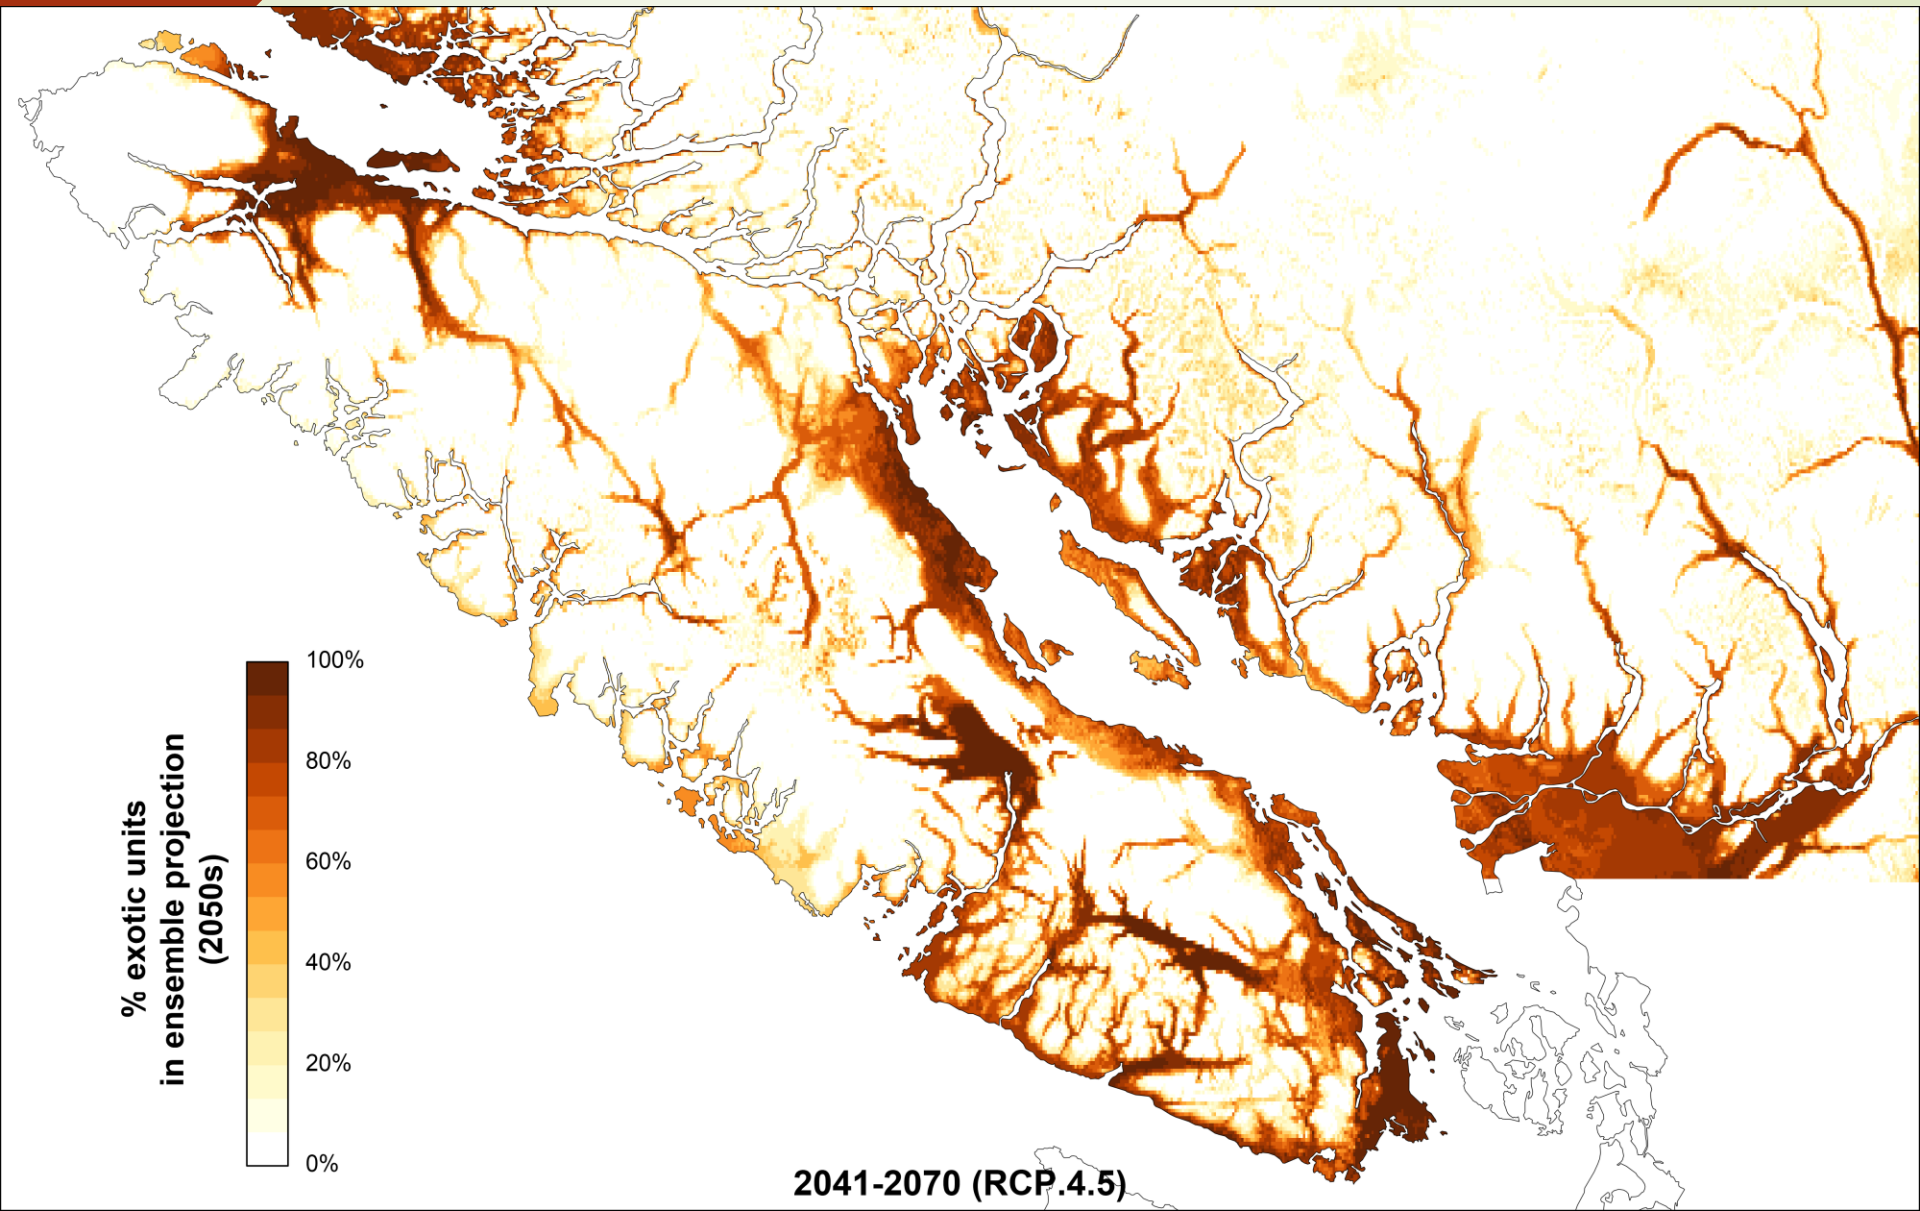 100%
80%
60%
40%
20%
0%
% exotic units
in ensemble projection
(2050s)
2041-2070 (RCP.4.5)